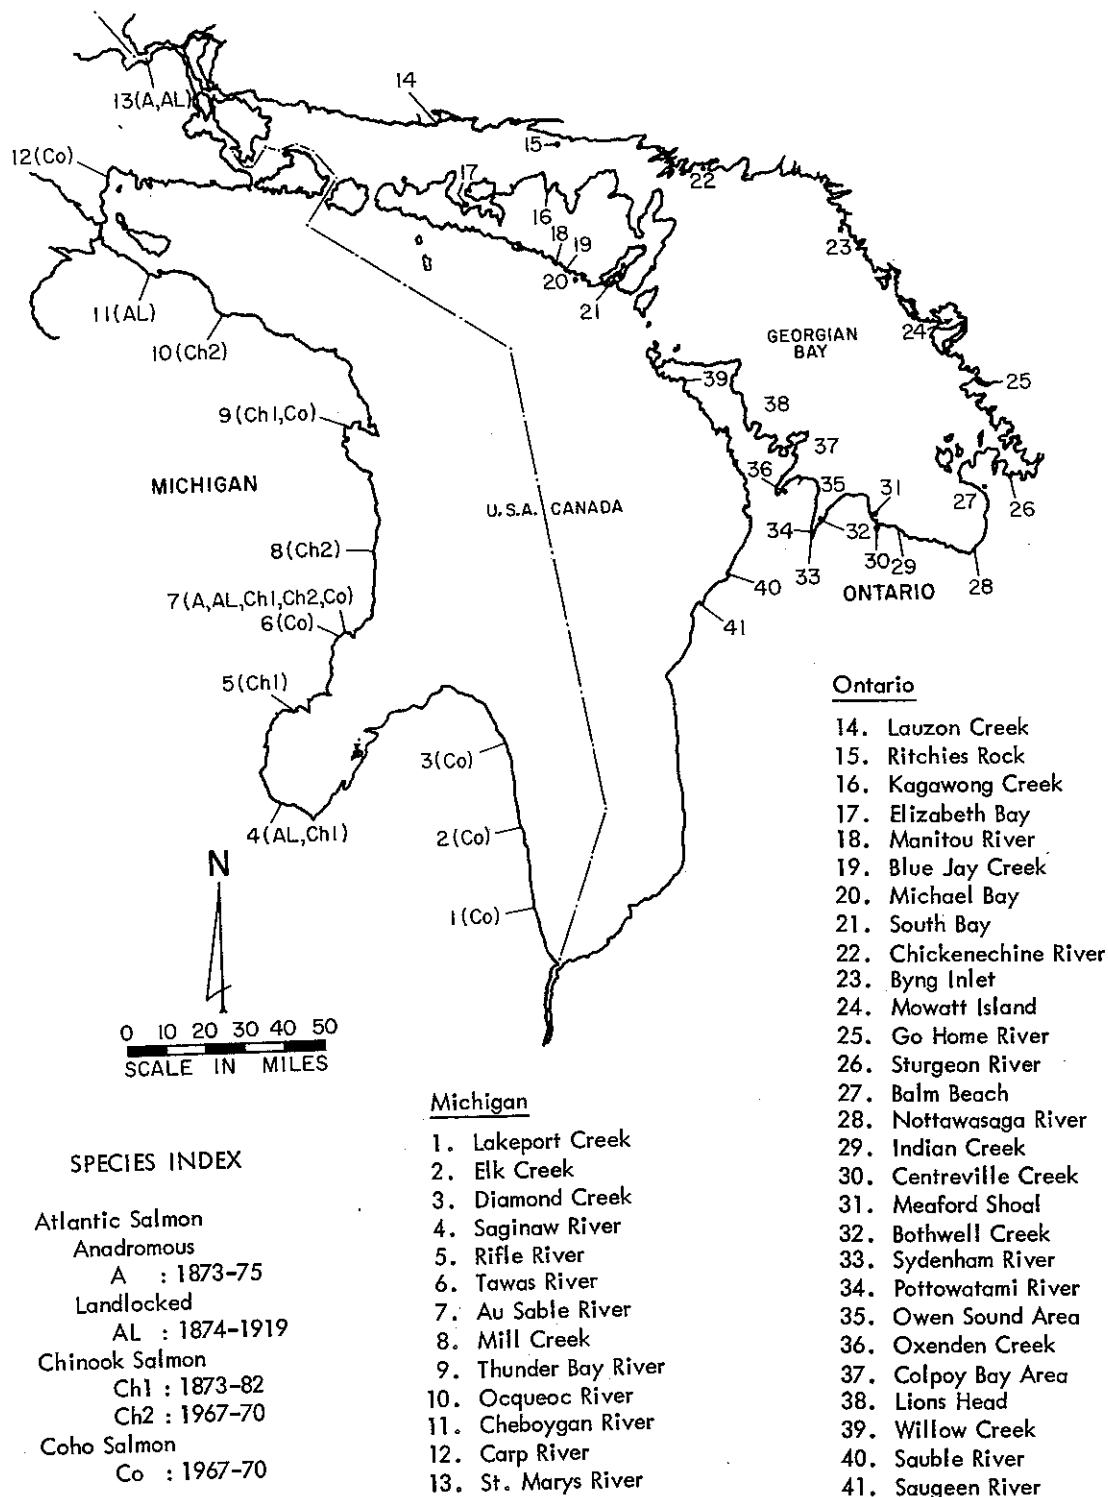 14
13(A,AL)
15
12(Co)
22
17
16
18
19
20
21
23
24
25
11(AL)
10(Ch2)
GEORGIAN
BAY
39
38
37
9(Ch1,Co)
MICHIGAN
36
35
31
27
26
U.S.A. CANADA
34
32
33
30
29
28
8(Ch2)
40
ONTARIO
7(A,AL,Ch1,Ch2,Co)
6(Co)
41
5(Ch1)
3(Co)
4(AL,Ch1)
2(Co)
1(Co)
N
0 10 20 30 40 50
SCALE IN MILES
SPECIES INDEX
Atlantic Salmon
Anadromous
A : 1873-75
Landlocked
AL : 1874-1919
Chinook Salmon
Ch1 : 1873-82
Ch2 : 1967-70
Coho Salmon
Co : 1967-70
Michigan
1. Lakeport Creek
2. Elk Creek
3. Diamond Creek
4. Saginaw River
5. Rifle River
6. Tawas River
7. Au Sable River
8. Mill Creek
9. Thunder Bay River
10. Ocqueoc River
11. Cheboygan River
12. Carp River
13. St. Marys River
Ontario
14. Lauzon Creek
15. Ritchies Rock
16. Kagawong Creek
17. Elizabeth Bay
18. Manitou River
19. Blue Jay Creek
20. Michael Bay
21. South Bay
22. Chickenechine River
23. Byng Inlet
24. Mowatt Island
25. Go Home River
26. Sturgeon River
27. Balm Beach
28. Nottawasaga River
29. Indian Creek
30. Centreville Creek
31. Meaford Shoal
32. Bothwell Creek
33. Sydenham River
34. Pottowatami River
35. Owen Sound Area
36. Oxenden Creek
37. Colpoy Bay Area
38. Lions Head
39. Willow Creek
40. Sauble River
41. Saugeen River